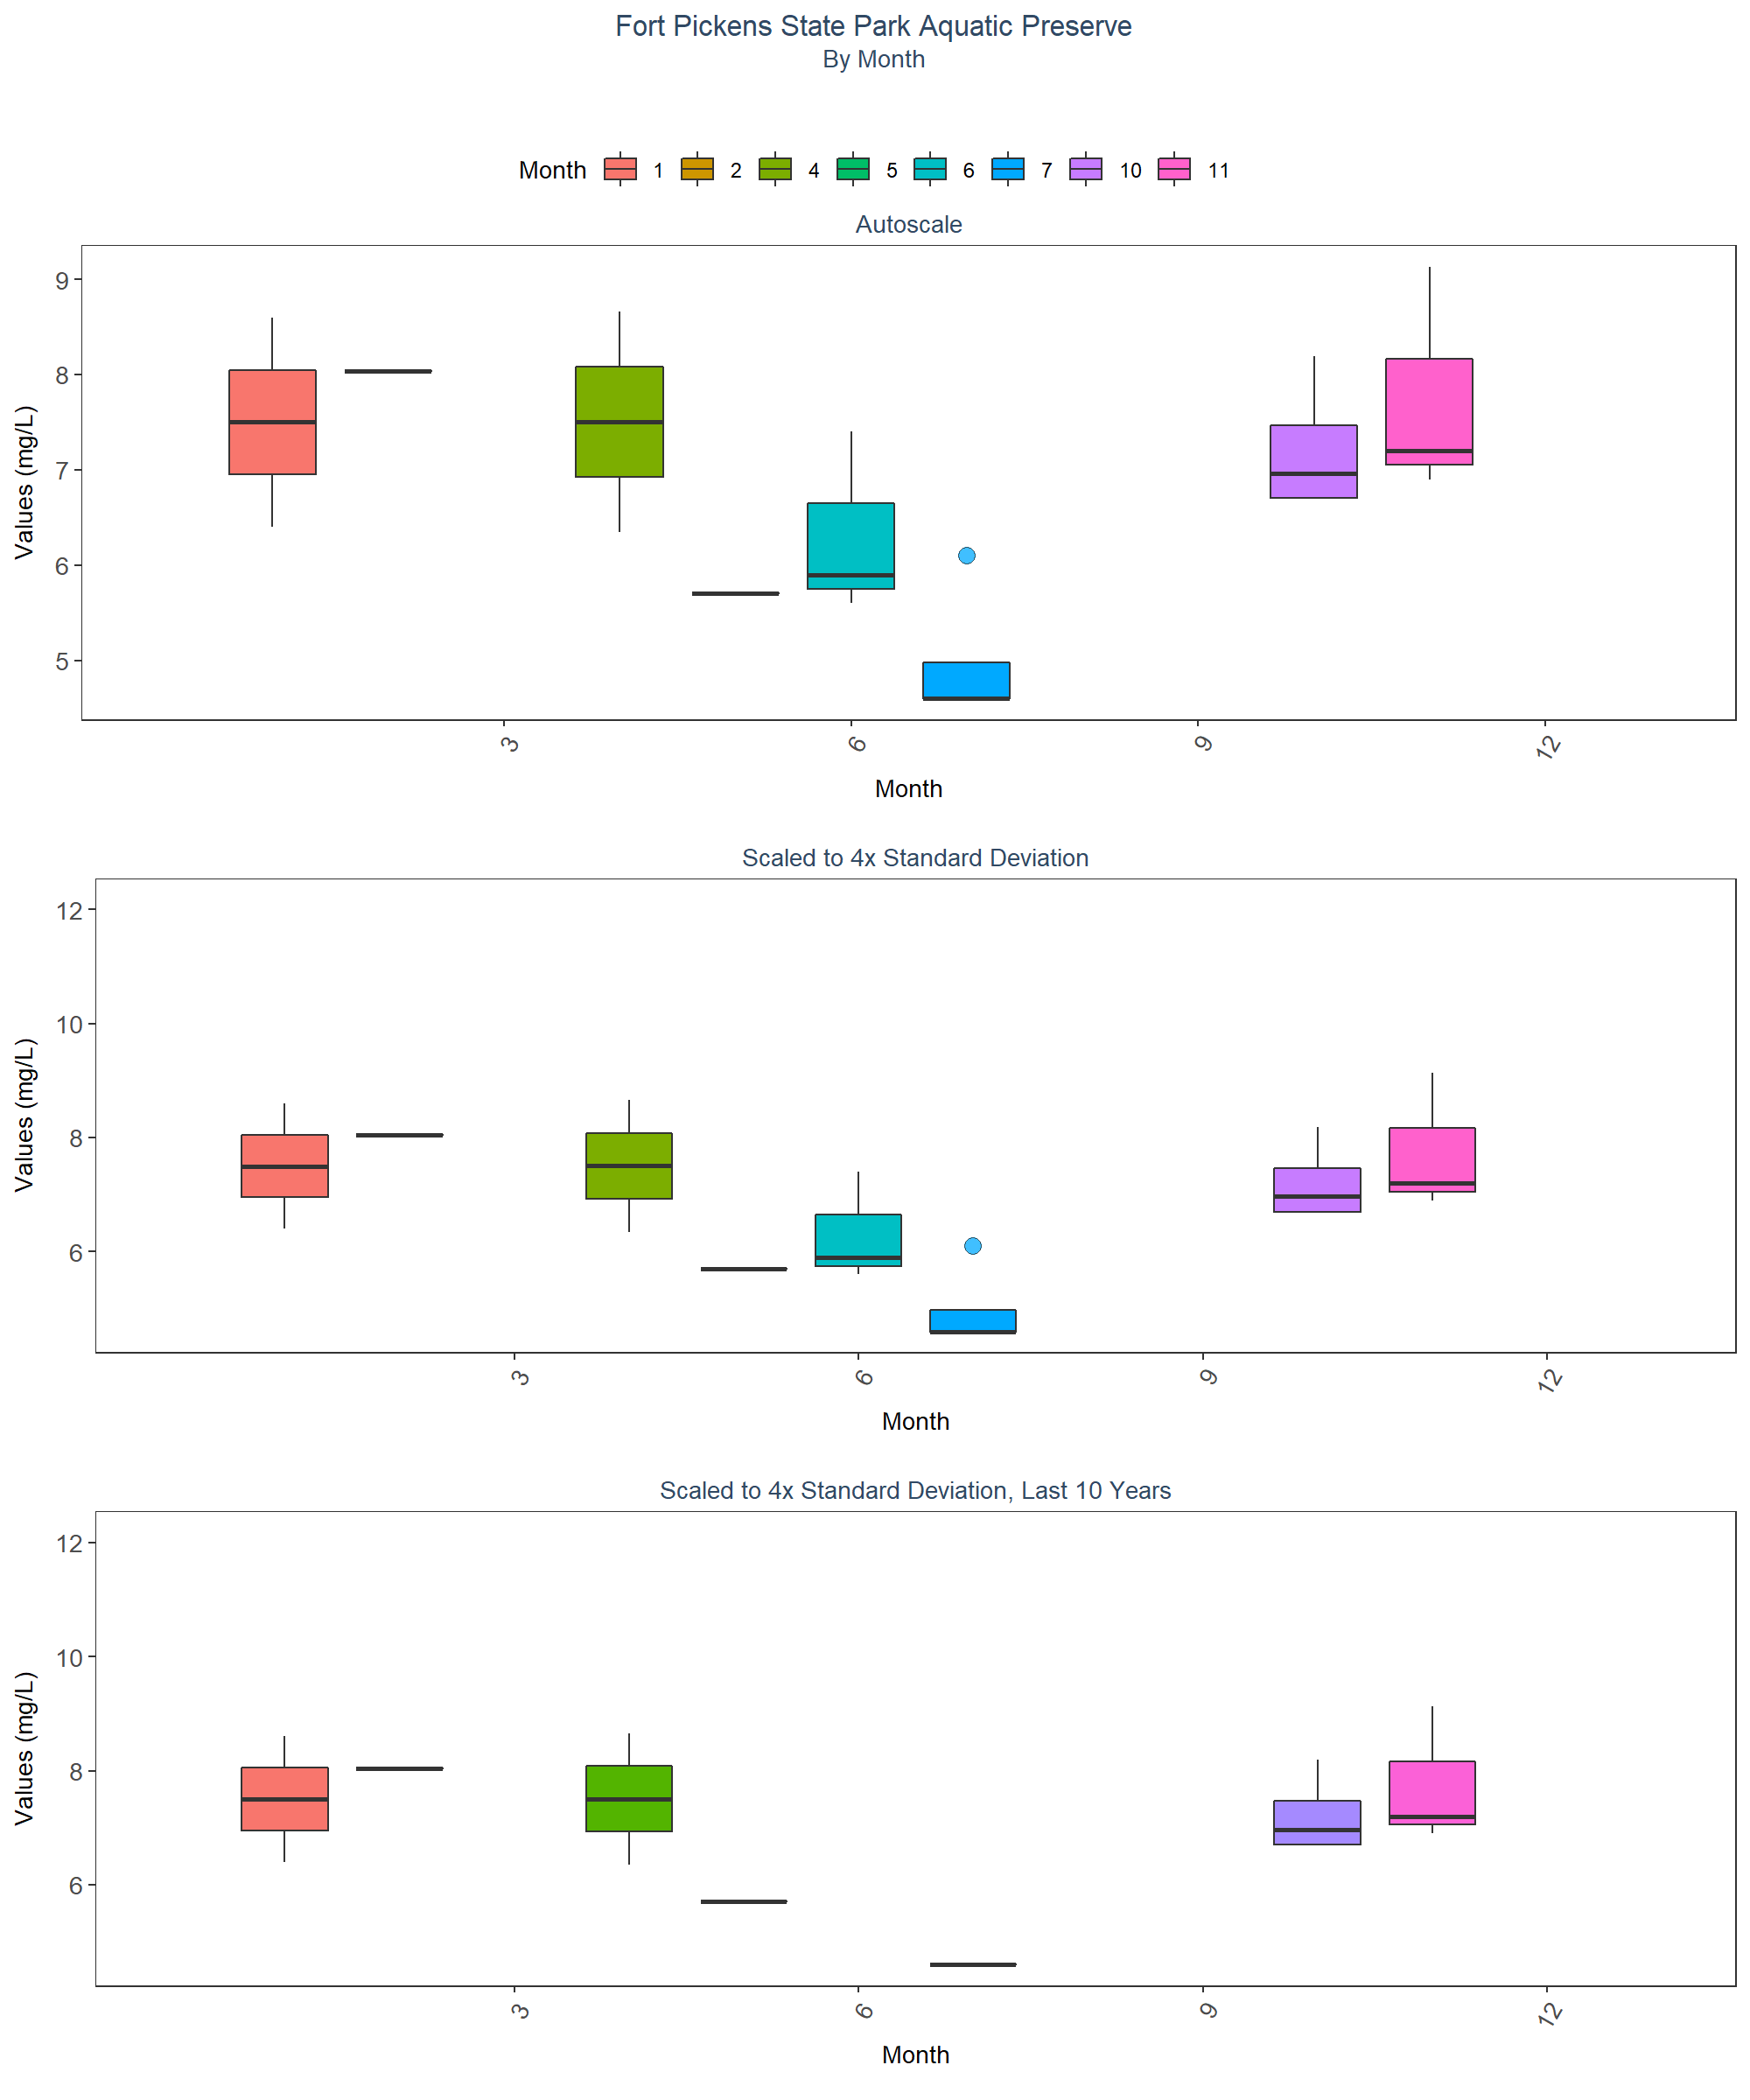 Fort Pickens State Park Aquatic Preserve
By Month
Month 1 2 4 5 6 7 10 11
Autoscale
9
8
7
6
5
Values (mg/L)
3 6 9 12
Month
Scaled to 4x Standard Deviation
12
10
8
6
Values (mg/L)
3 6 9 12
Month
Scaled to 4x Standard Deviation, Last 10 Years
12
10
8
6
Values (mg/L)
3 6 9 12
Month